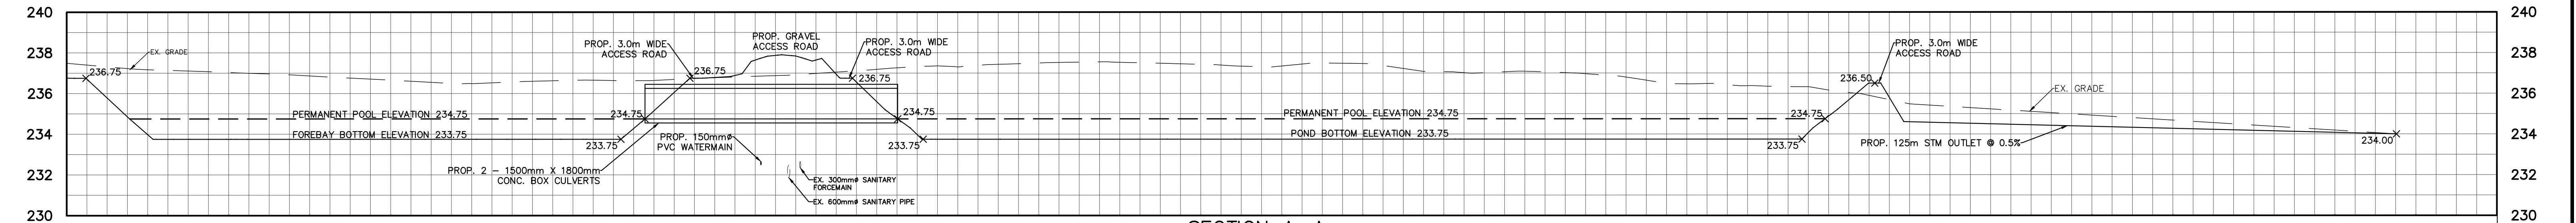 240
240
238
238
236
236
234
234
232
232
230
230
EX. GRADE
236.75
PERMANENT POOL ELEVATION 234.75
FOREBAY BOTTOM ELEVATION 233.75
PROP. 3.0m WIDE
ACCESS ROAD
236.75
PROP. GRAVEL
ACCESS ROAD
PROP. 3.0m WIDE
ACCESS ROAD
236.75
234.75
234.75
233.75
233.75
PROP. 150mmø
PVC WATERMAIN
PROP. 2 – 1500mm X 1800mm
CONC. BOX CULVERTS
EX. 300mmø SANITARY
FORCEMAIN
EX. 600mmø SANITARY PIPE
PERMANENT POOL ELEVATION 234.75
POND BOTTOM ELEVATION 233.75
234.75
233.75
236.50
PROP. 3.0m WIDE
ACCESS ROAD
EX. GRADE
PROP. 125m STM OUTLET @ 0.5%
234.00